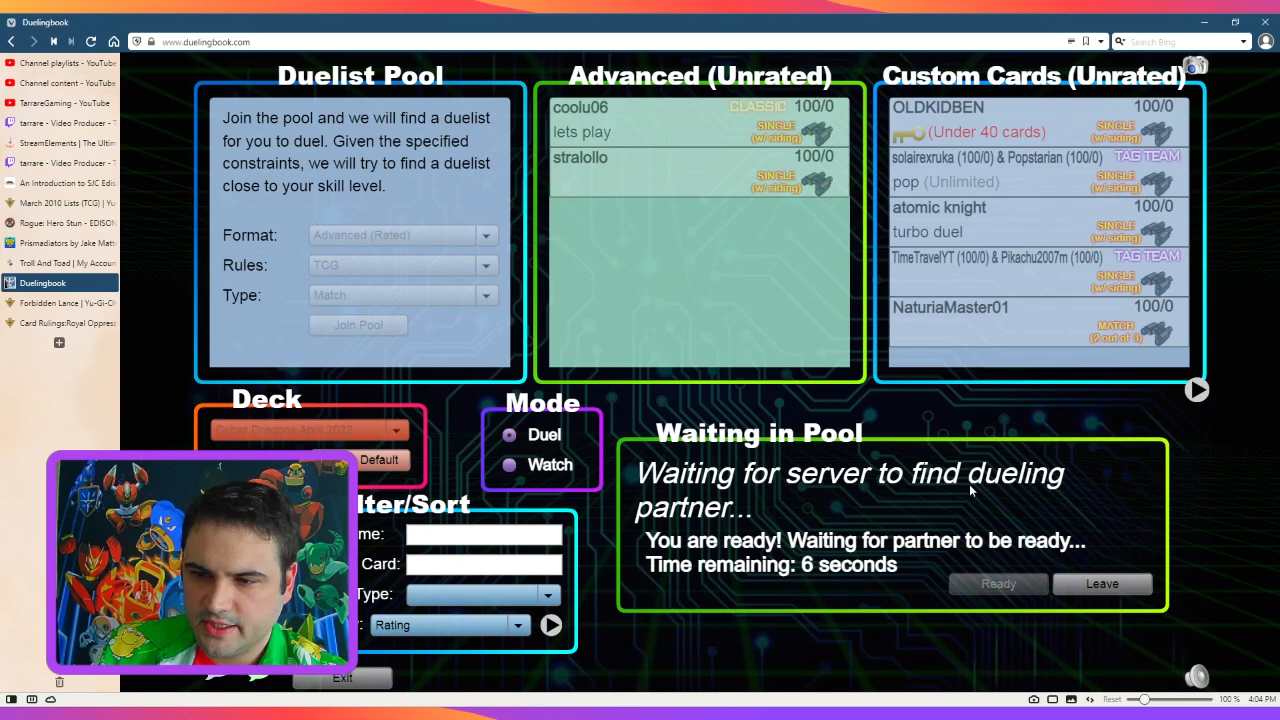 Duelingbook
www.duelingbook.com
Search Bing
Channel playlists - YouTube
Channel content - YouTube
TarrareGaming - YouTube
tarrare - Video Producer - T
StreamElements | The Ultim
tarrare - Video Producer - T
An Introduction to SJC Edis
March 2010 Lists (TCG) | Yu
Rogue: Hero Stun - EDISON
Prismadiators by Jake Matt
Troll And Toad | My Accoun
Duelingbook
Forbidden Lance | Yu-Gi-O
Card Rulings:Royal Oppress
Duelist Pool
Join the pool and we will find a duelist
for you to duel. Given the specified
constraints, we will try to find a duelist
close to your skill level.
Format: Advanced (Rated)
Rules: TCG
Type: Match
Join Pool
Advanced (Unrated)
coolu06 CLASSIC 100/0
lets play SINGLE
(w/ siding)
stralollo 100/0
SINGLE
(w/ siding)
Custom Cards (Unrated)
OLDKIDBEN 100/0
(Under 40 cards) SINGLE
(w/ siding)
solairexruka (100/0) & Popstarian (100/0) TAG TEAM
pop (Unlimited) SINGLE
(w/ siding)
atomic knight 100/0
turbo duel SINGLE
(w/ siding)
TimeTravelYT (100/0) & Pikachu2007m (100/0) TAG TEAM
SINGLE
(w/ siding)
NaturiaMaster01 100/0
MATCH
(2 out of 3)
Deck
Cyber Dragons April 2022
Default
Mode
Duel
Watch
lter/Sort
me:
Card:
Type:
Rating
Exit
Waiting in Pool
Waiting for server to find dueling
partner...
You are ready! Waiting for partner to be ready...
Time remaining: 6 seconds
Ready Leave
Reset 100 % 4:04 PM